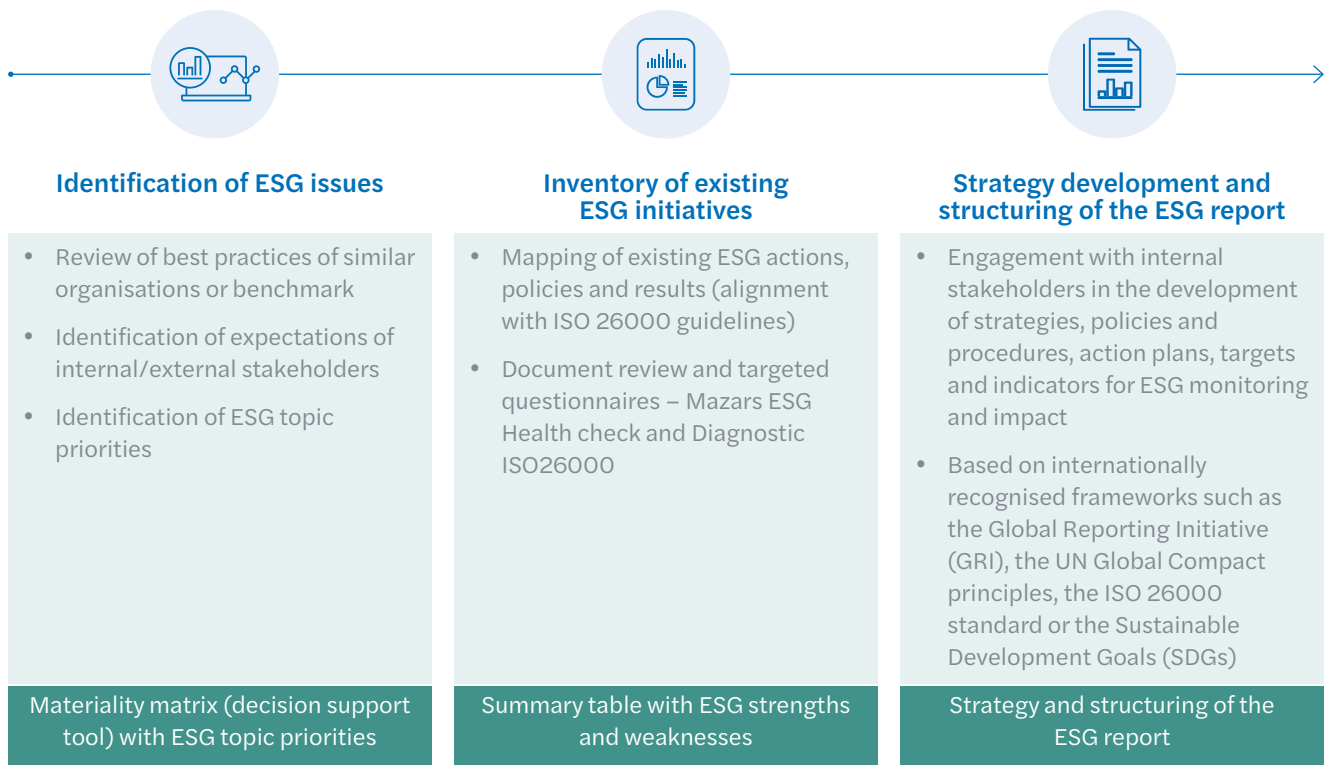 Identification of ESG issues
• Review of best practices of similar
organisations or benchmark
• Identification of expectations of
internal/external stakeholders
• Identification of ESG topic
priorities
Materiality matrix (decision support
tool) with ESG topic priorities
Inventory of existing
ESG initiatives
• Mapping of existing ESG actions,
policies and results (alignment
with ISO 26000 guidelines)
• Document review and targeted
questionnaires – Mazars ESG
Health check and Diagnostic
ISO26000
Summary table with ESG strengths
and weaknesses
Strategy development and
structuring of the ESG report
• Engagement with internal
stakeholders in the development
of strategies, policies and
procedures, action plans, targets
and indicators for ESG monitoring
and impact
• Based on internationally
recognised frameworks such as
the Global Reporting Initiative
(GRI), the UN Global Compact
principles, the ISO 26000
standard or the Sustainable
Development Goals (SDGs)
Strategy and structuring of the
ESG report